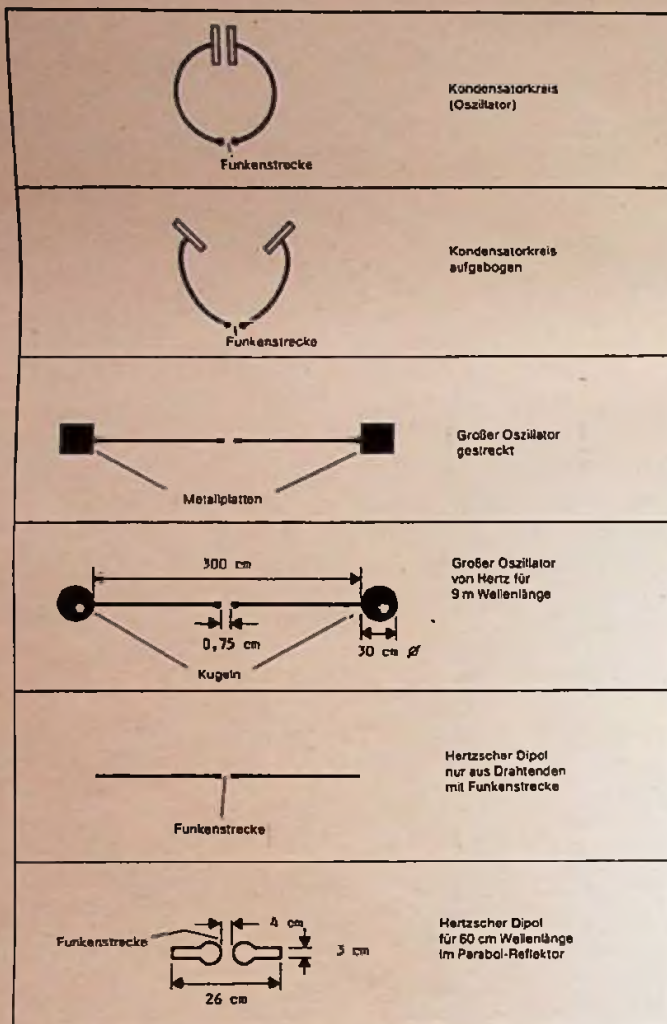 Kondensatorkreis
(Oszillator)
Funkenstrecke
Kondensatorkreis
aufgebogen
Funkenstrecke
Großer Oszillator
gestreckt
Metallplatten
300 cm
Großer Oszillator
von Hertz für
9 m Wellenlänge
0,75 cm
30 cm Ø
Kugeln
Hertzscher Dipol
nur aus Drahtenden
mit Funkenstrecke
Funkenstrecke
4 cm
Funkenstrecke
3 cm
26 cm
Hertzscher Dipol
für 60 cm Wellenlänge
im Parabol-Reflektor